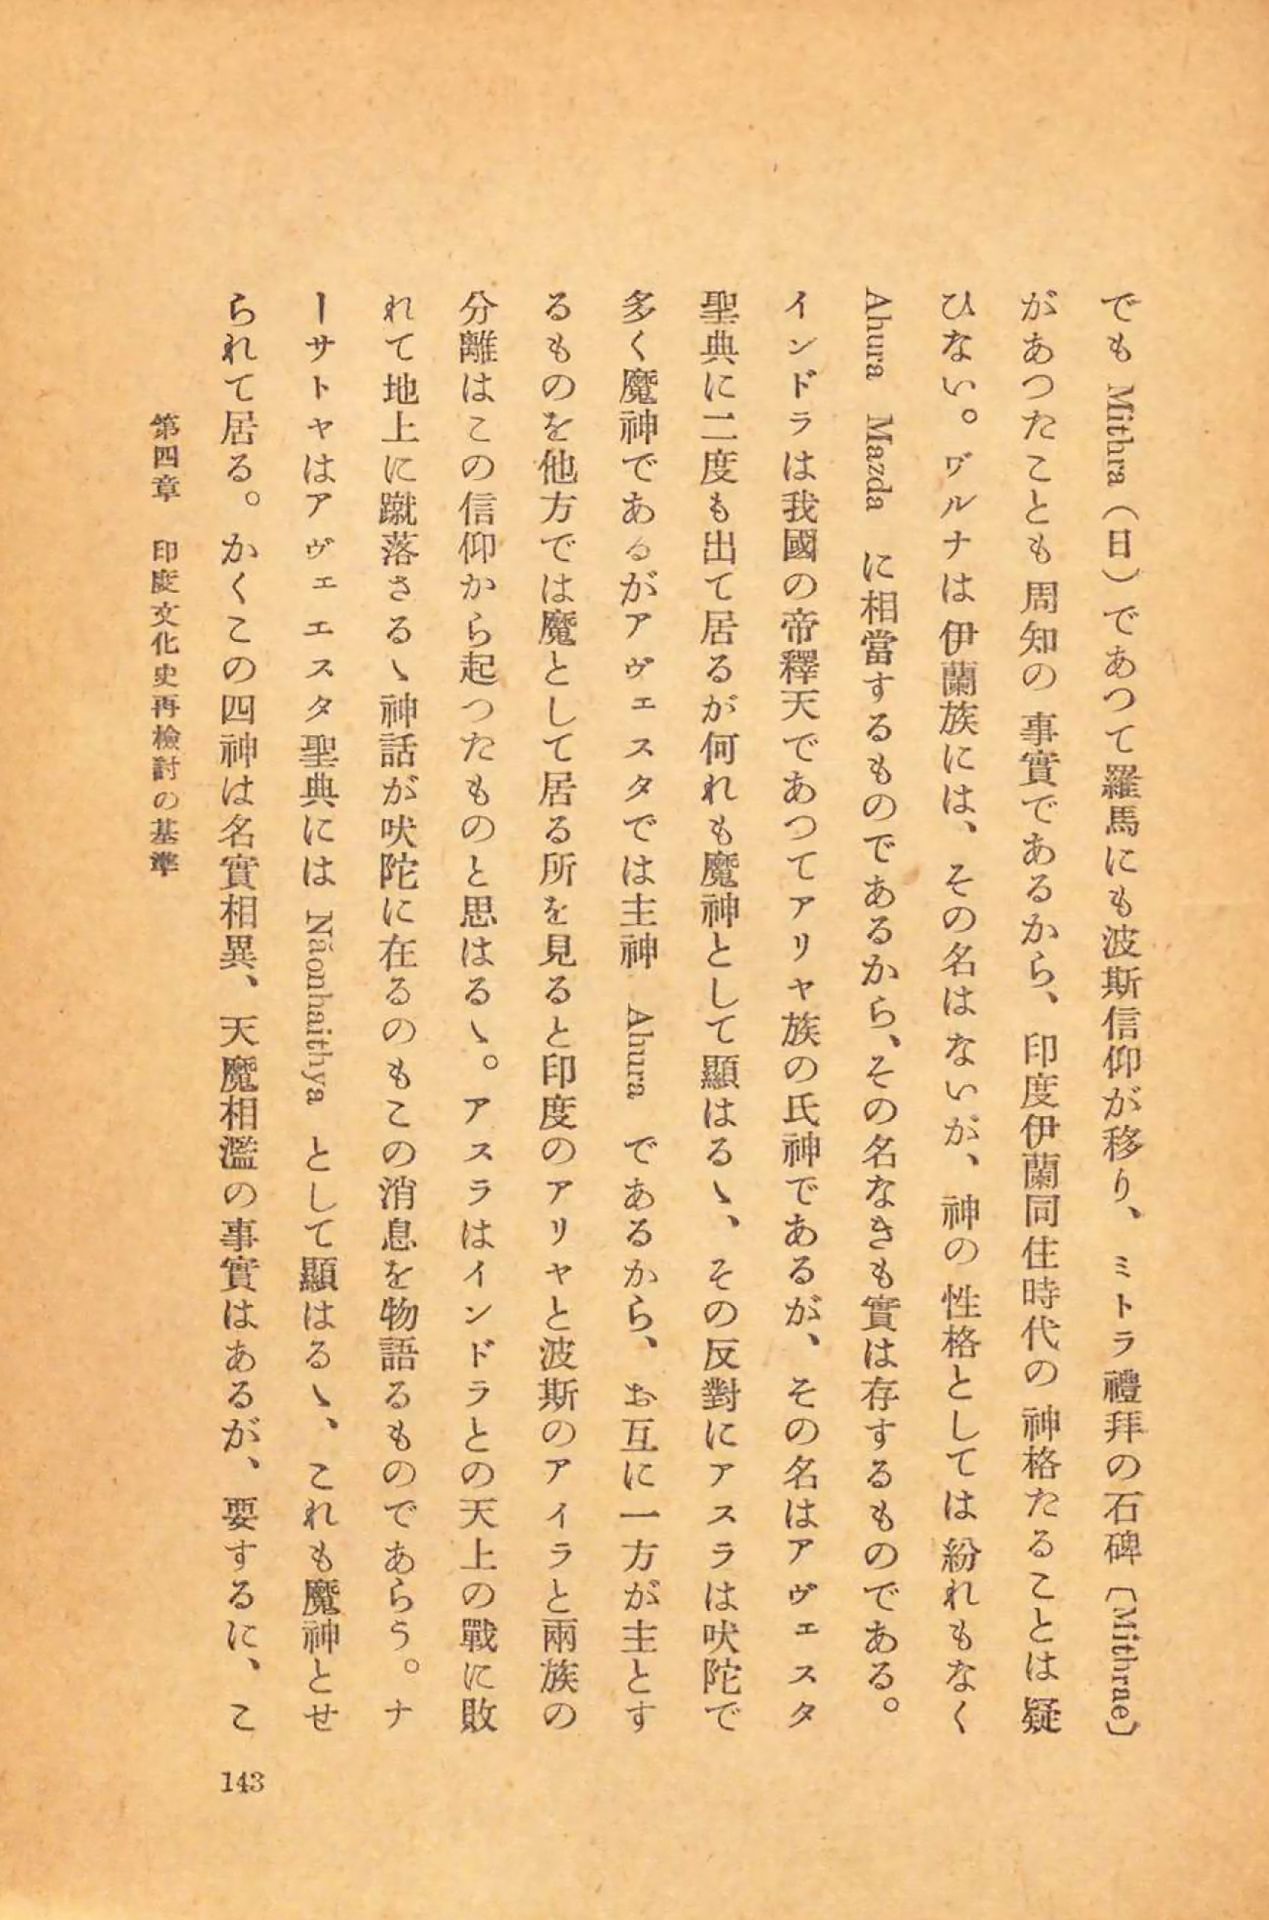 でも Mithra（日）であつて羅馬にも波斯信仰が移り、ミトラ禮拜の石碑〔Mithrae〕
があつたことも周知の事實であるから、印度伊蘭同住時代の神格たることは疑
ひない。ヷルナは伊蘭族には、その名はないが、神の性格としては紛れもなく
Ahura Mazda に相當するものであるから、その名なきも實は存するものである。
インドラは我國の帝釋天であつてアリヤ族の氏神であるが、その名はアヴェスタ
聖典に二度も出て居るが何れも魔神として顯はるゝ、その反對にアスラは吠陀で
多く魔神であるがアヴェスタでは主神 Ahura であるから、お互に一方が主とす
るものを他方では魔として居る所を見ると印度のアリヤと波斯のアイラと兩族の
分離はこの信仰から起つたものと思はるゝ。アスラはインドラとの天上の戰に敗
れて地上に蹴落さるゝ神話が吠陀に在るのもこの消息を物語るものであらう。ナ
ーサトャはアヴェエスタ聖典には Nāonhaithya として顯はるゝ、これも魔神とせ
られて居る。かくこの四神は名實相異、天魔相濫の事實はあるが、要するに、こ
第四章　印度文化史再檢討の基準
143